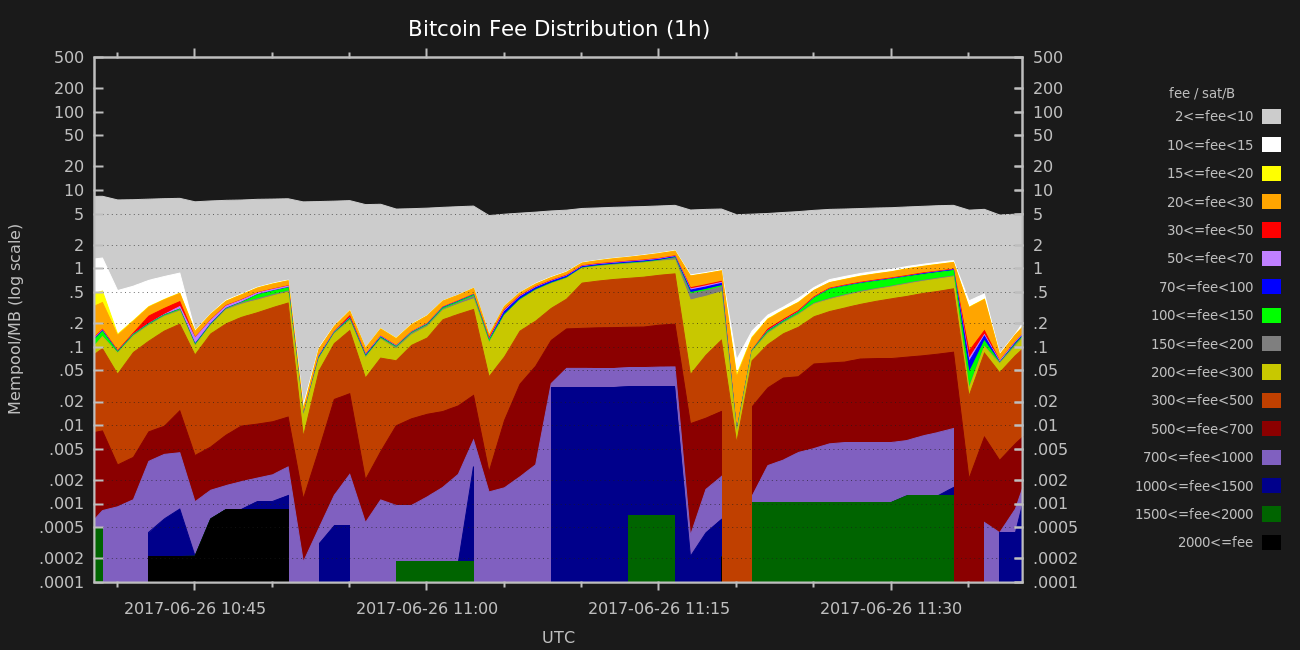 Bitcoin Fee Distribution (1h)
Mempool/MB (log scale)
500
200
100
50
20
10
5
2
1
.5
.2
.1
.05
.02
.01
.005
.002
.001
.0005
.0002
.0001
500
200
100
50
20
10
5
2
1
.5
.2
.1
.05
.02
.01
.005
.002
.001
.0005
.0002
.0001
2017-06-26 10:45
2017-06-26 11:00
2017-06-26 11:15
2017-06-26 11:30
UTC
fee / sat/B
2<=fee<10
10<=fee<15
15<=fee<20
20<=fee<30
30<=fee<50
50<=fee<70
70<=fee<100
100<=fee<150
150<=fee<200
200<=fee<300
300<=fee<500
500<=fee<700
700<=fee<1000
1000<=fee<1500
1500<=fee<2000
2000<=fee